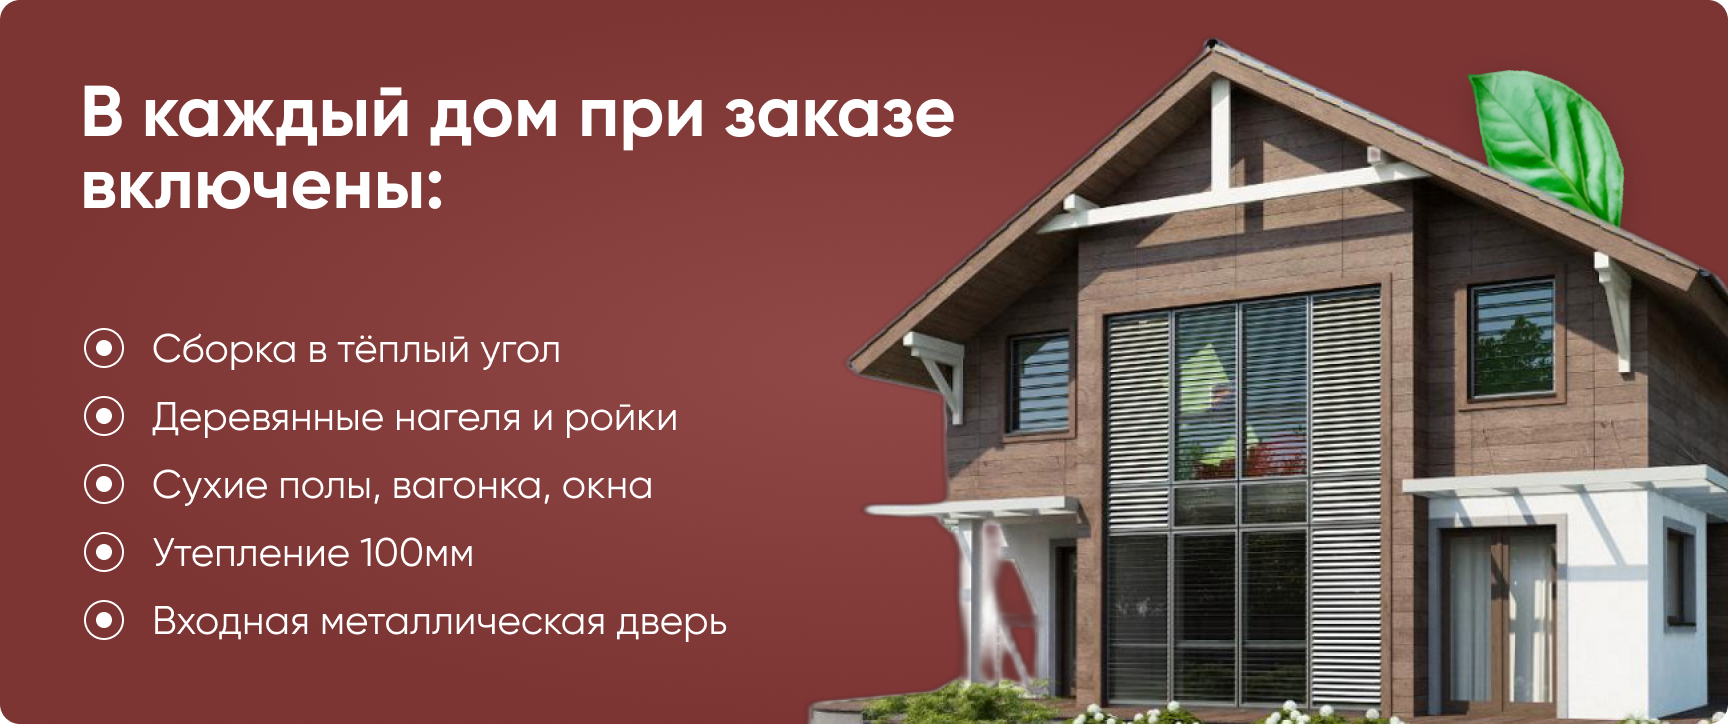 В каждый дом при заказе
включены:
Сборка в тёплый угол
Деревянные нагеля и ройки
Сухие полы, вагонка, окна
Утепление 100мм
Входная металлическая дверь